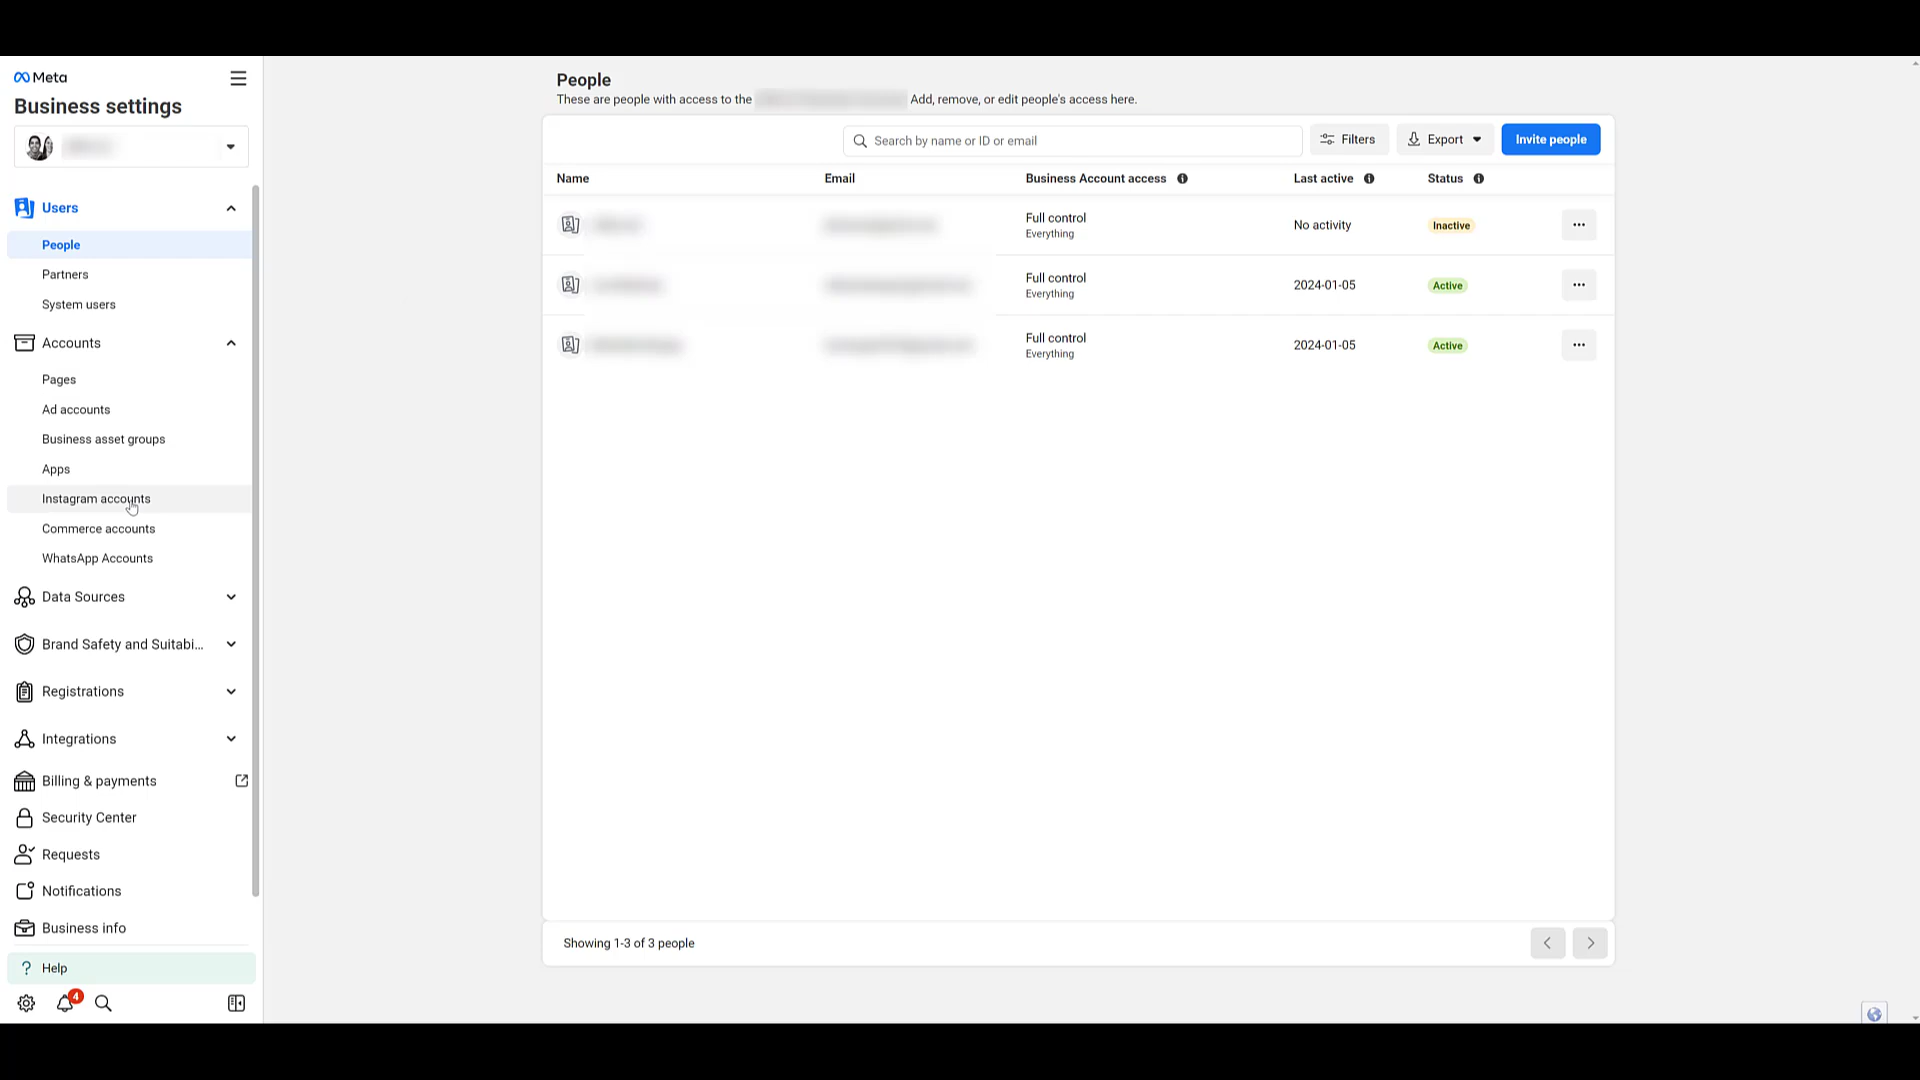 Meta
Business settings
Users
People
Partners
System users
Accounts
Pages
Ad accounts
Business asset groups
Apps
Instagram accounts
Commerce accounts
WhatsApp Accounts
Data Sources
Brand Safety and Suitabi...
Registrations
Integrations
Billing & payments
Security Center
Requests
Notifications
Business info
? Help
4
People
These are people with access to the Add, remove, or edit people's access here.
Search by name or ID or email
Filters
Export
Invite people
Name Email Business Account access Last active Status
Full control
Everything
No activity
Inactive
Full control
Everything
2024-01-05
Active
Full control
Everything
2024-01-05
Active
Showing 1-3 of 3 people